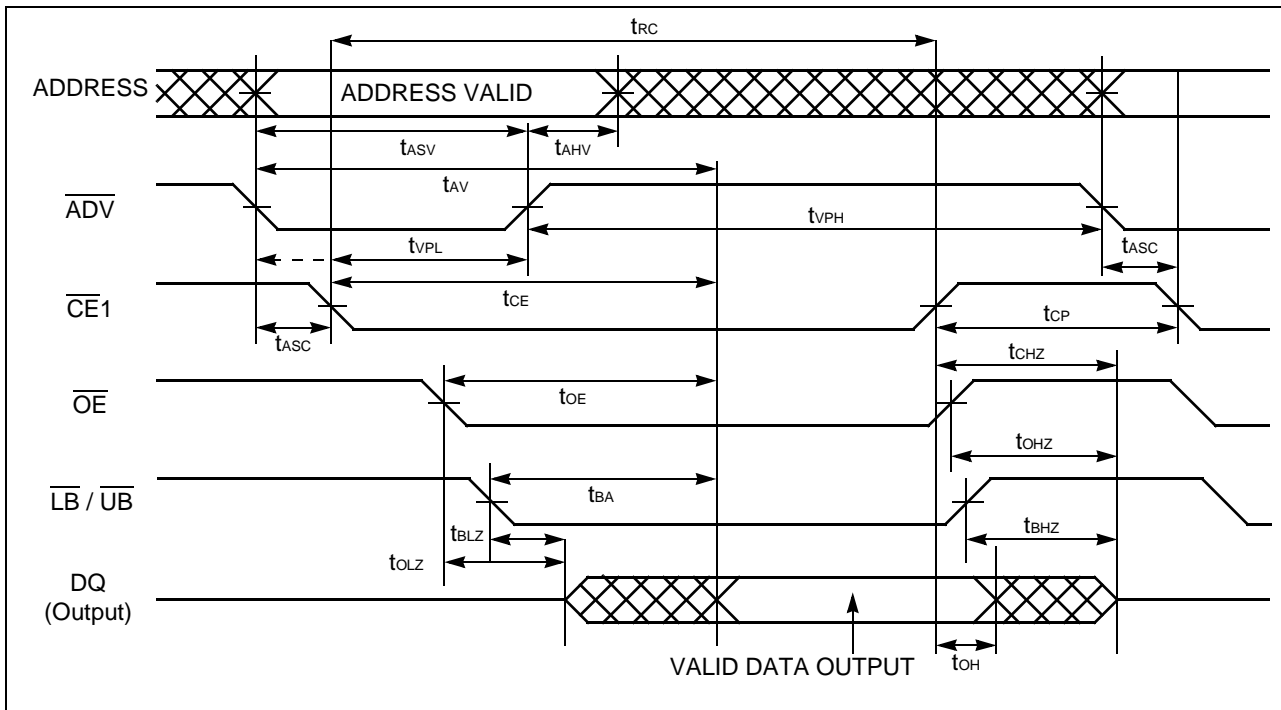 tRC
ADDRESS
ADDRESS VALID
tASV
tAHV
tAV
ADV
tVPH
tVPL
tASC
CE1
tCE
tCP
tASC
tCHZ
OE
tOE
tOHZ
LB / UB
tBA
tBLZ
tBHZ
tOLZ
DQ
(Output)
VALID DATA OUTPUT
tOH